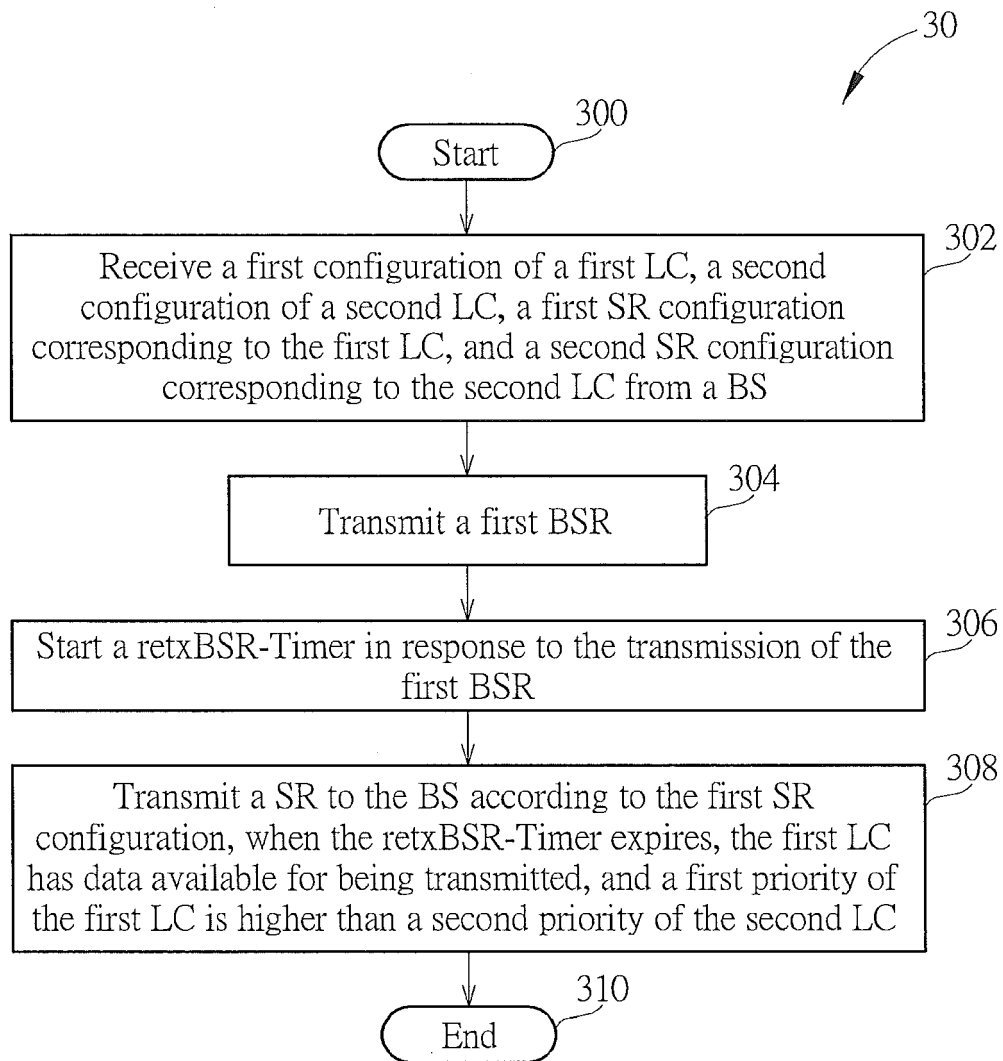 30
300
Start
302
Receive a first configuration of a first LC, a second
configuration of a second LC, a first SR configuration
corresponding to the first LC, and a second SR configuration
corresponding to the second LC from a BS
304
Transmit a first BSR
306
Start a retxBSR-Timer in response to the transmission of the
first BSR
308
Transmit a SR to the BS according to the first SR
configuration, when the retxBSR-Timer expires, the first LC
has data available for being transmitted, and a first priority of
the first LC is higher than a second priority of the second LC
310
End